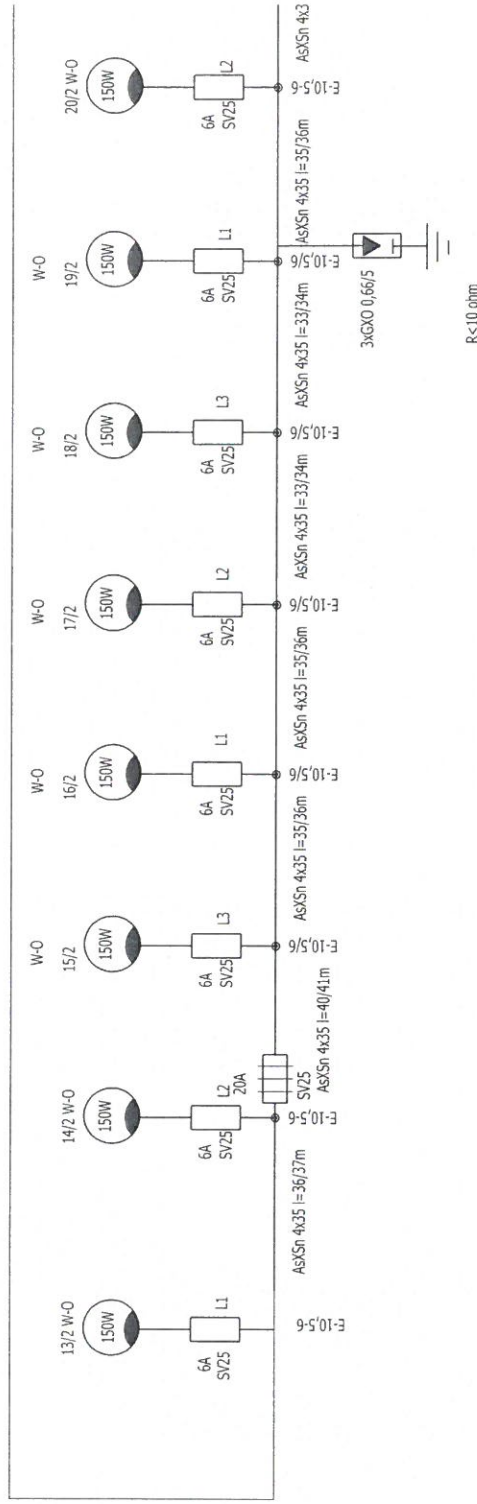 13/2 W-O
150W
L1
6A
SV25
E-10,5-6
AsXSn 4x35 l=36/37m
14/2 W-O
150W
L2
6A
SV25
E-10,5-6
20A
SV25
AsXSn 4x35 l=40/41m
W-O
15/2
150W
L3
6A
SV25
E-10,5/6
AsXSn 4x35 l=35/36m
W-O
16/2
150W
L1
6A
SV25
E-10,5/6
AsXSn 4x35 l=35/36m
W-O
17/2
150W
L2
6A
SV25
E-10,5/6
AsXSn 4x35 l=33/34m
W-O
18/2
150W
L3
6A
SV25
E-10,5/6
AsXSn 4x35 l=33/34m
W-O
19/2
150W
L1
6A
SV25
E-10,5/6
AsXSn 4x35 l=35/36m
3xGXO 0,66/5
R<10 ohm
20/2 W-O
150W
L2
6A
SV25
E-10,5-6
AsXSn 4x3